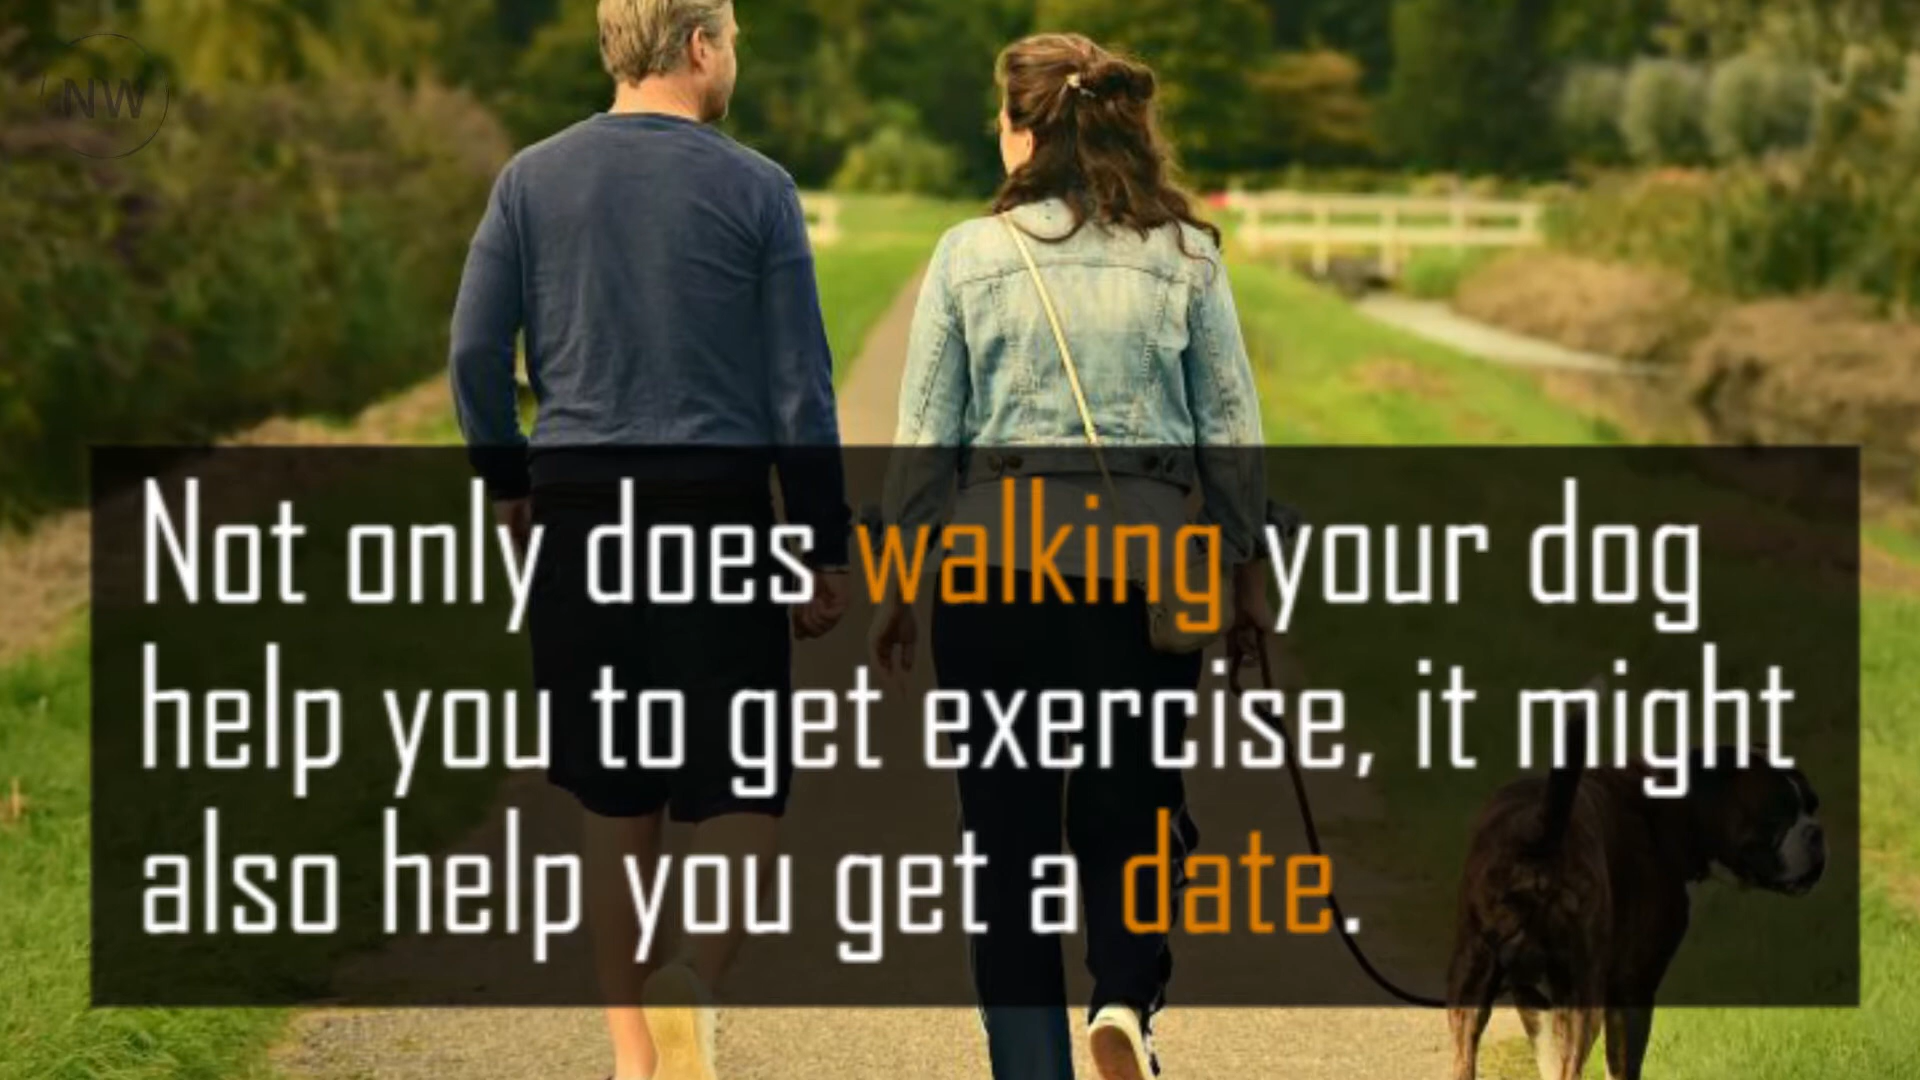 NW
Not only does walking your dog
help you to get exercise, it might
also help you get a date.